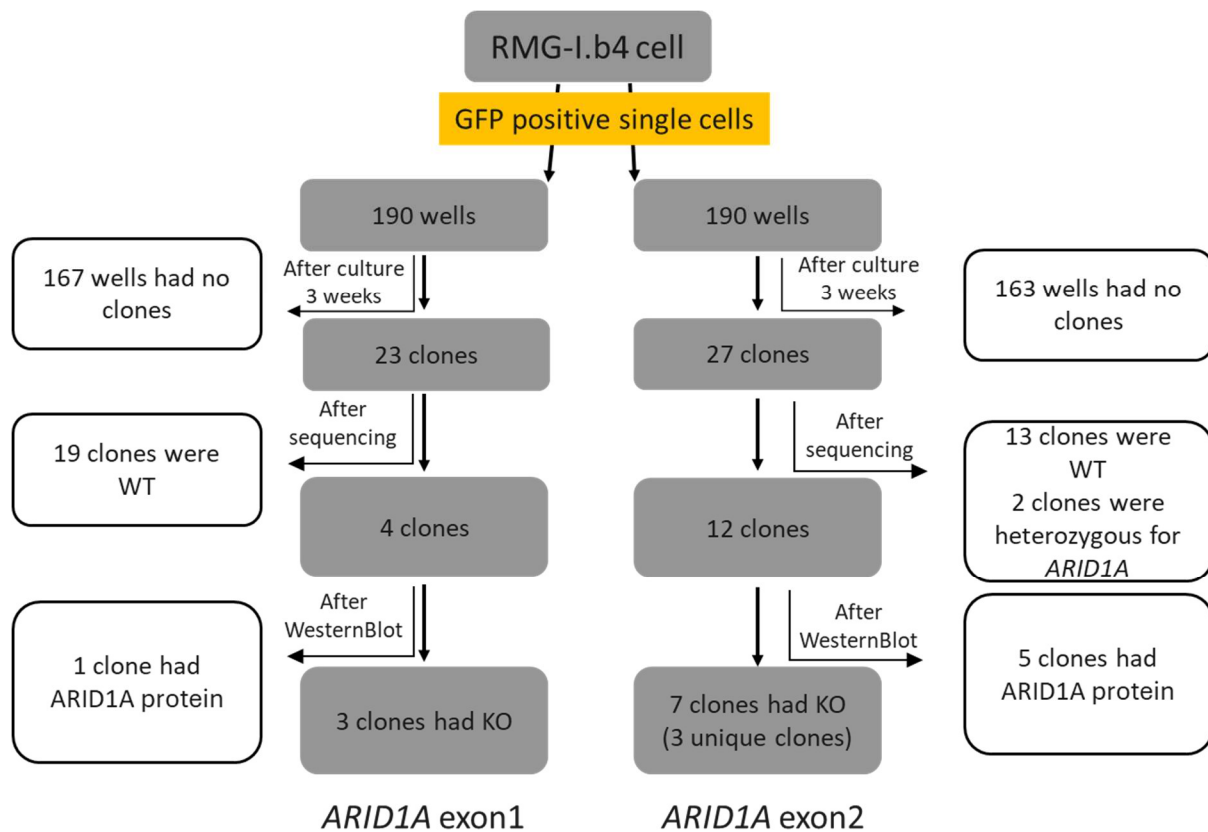 RMG-I.b4 cell
GFP positive single cells
190 wells
190 wells
167 wells had no
clones
After culture
3 weeks
After culture
3 weeks
163 wells had no
clones
23 clones
27 clones
19 clones were
WT
After
sequencing
After
sequencing
13 clones were
WT
2 clones were
heterozygous for
ARID1A
4 clones
12 clones
1 clone had
ARID1A protein
After
WesternBlot
After
WesternBlot
5 clones had
ARID1A protein
3 clones had KO
7 clones had KO
(3 unique clones)
ARID1A exon1
ARID1A exon2